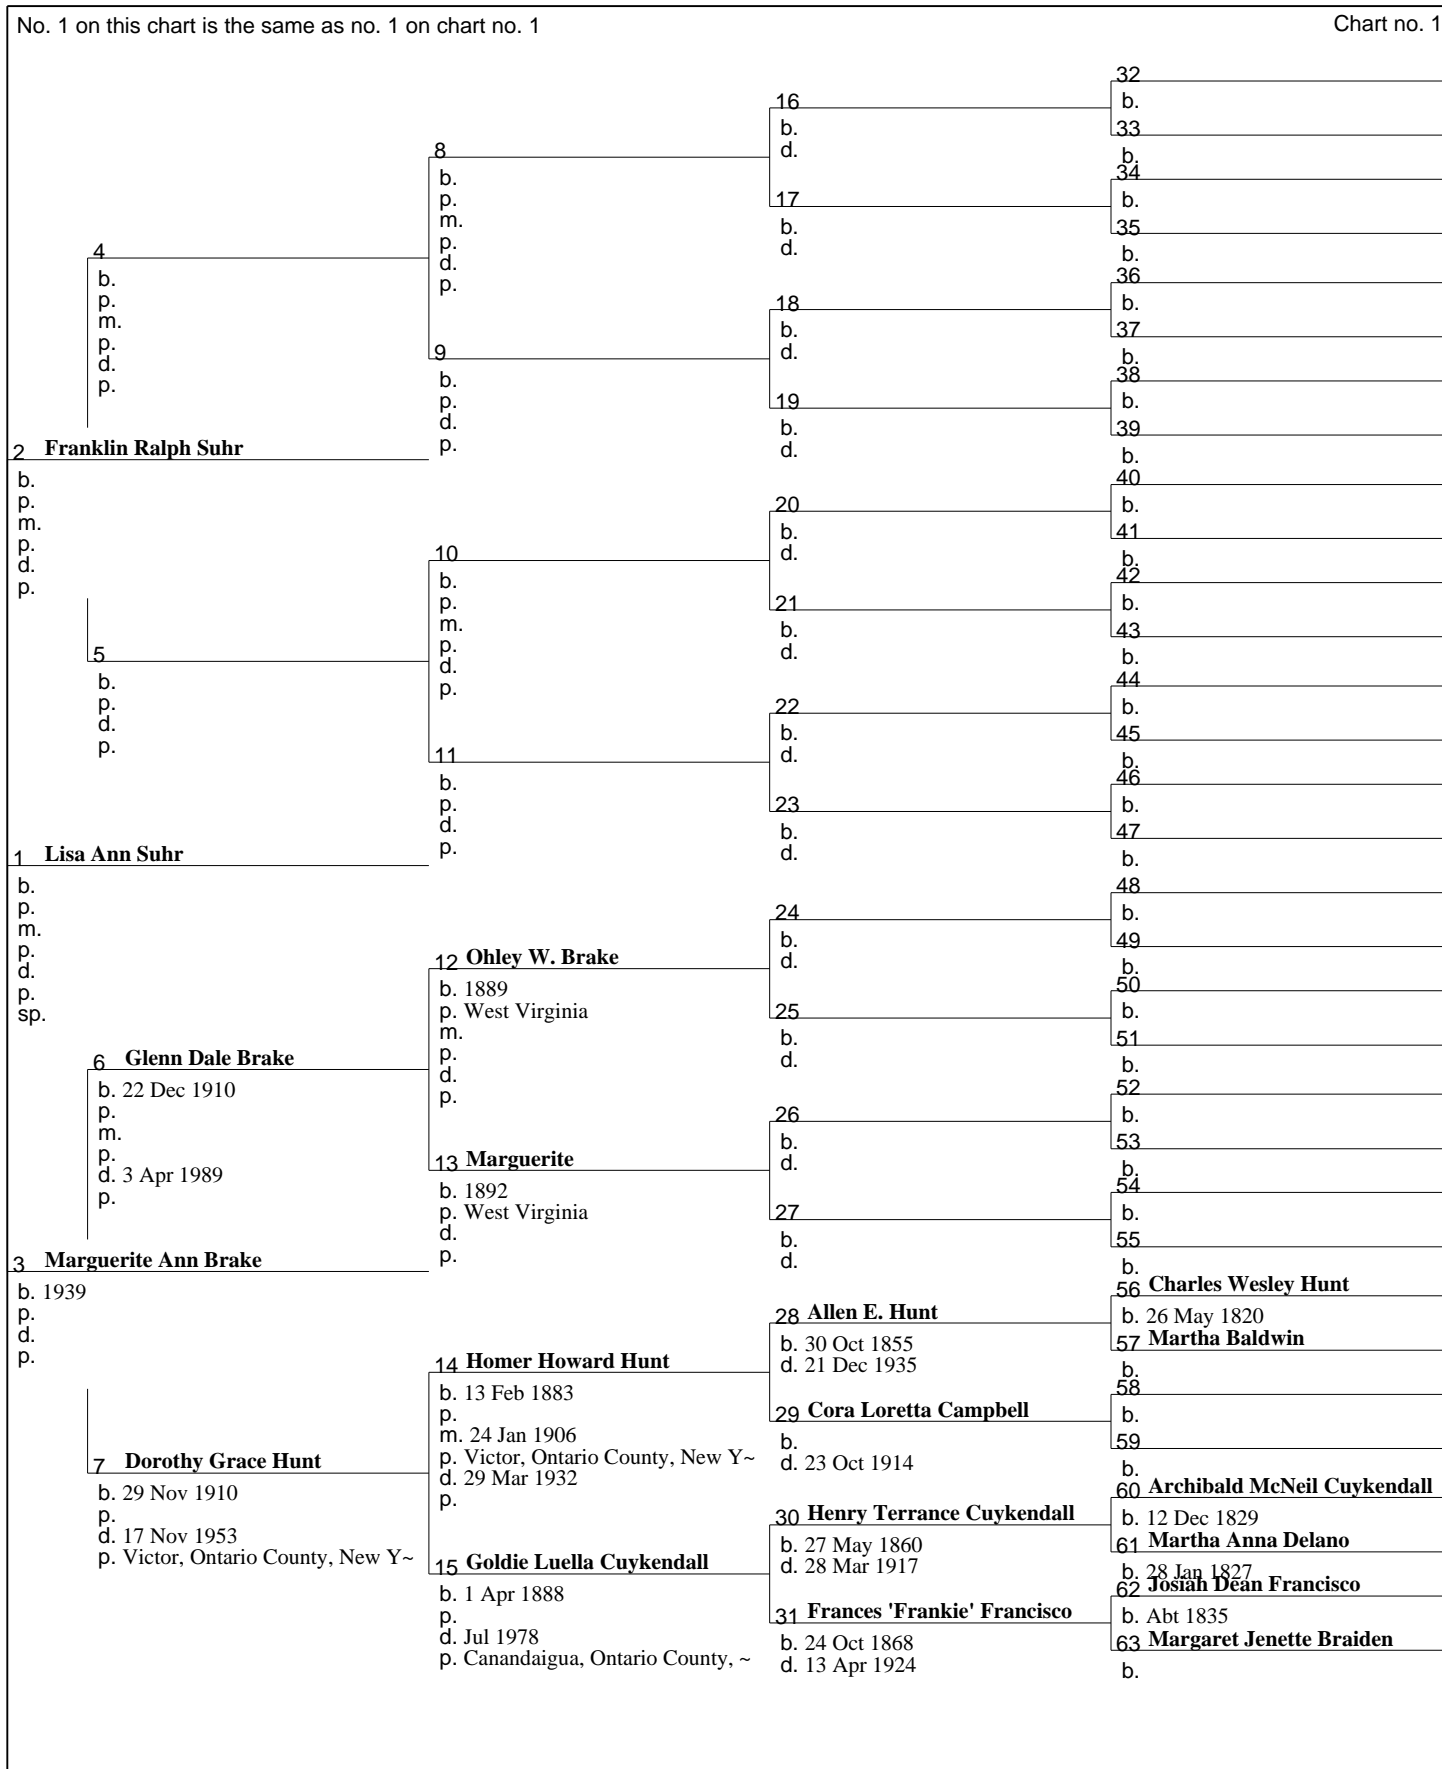 No. 1 on this chart is the same as no. 1 on chart no. 1
Chart no. 1
2 Franklin Ralph Suhr
b.
p.
m.
p.
d.
p.
1 Lisa Ann Suhr
b.
p.
m.
p.
d.
p.
sp.
3 Marguerite Ann Brake
b. 1939
p.
d.
p.
4
b.
p.
m.
p.
d.
p.
5
b.
p.
d.
p.
6 Glenn Dale Brake
b. 22 Dec 1910
p.
m.
p.
d. 3 Apr 1989
p.
7 Dorothy Grace Hunt
b. 29 Nov 1910
p.
d. 17 Nov 1953
p. Victor, Ontario County, New Y~
8
b.
p.
m.
p.
d.
p.
9
b.
p.
d.
p.
10
b.
p.
m.
p.
d.
p.
11
b.
p.
d.
p.
12 Ohley W. Brake
b. 1889
p. West Virginia
m.
p.
d.
p.
13 Marguerite
b. 1892
p. West Virginia
d.
p.
14 Homer Howard Hunt
b. 13 Feb 1883
p.
m. 24 Jan 1906
p. Victor, Ontario County, New Y~
d. 29 Mar 1932
p.
15 Goldie Luella Cuykendall
b. 1 Apr 1888
p.
d. Jul 1978
p. Canandaigua, Ontario County, ~
16
b.
d.
17
b.
d.
18
b.
d.
19
b.
d.
20
b.
d.
21
b.
d.
22
b.
d.
23
b.
d.
24
b.
d.
25
b.
d.
26
b.
d.
27
b.
d.
28 Allen E. Hunt
b. 30 Oct 1855
d. 21 Dec 1935
29 Cora Loretta Campbell
b.
d. 23 Oct 1914
30 Henry Terrance Cuykendall
b. 27 May 1860
d. 28 Mar 1917
31 Frances 'Frankie' Francisco
b. 24 Oct 1868
d. 13 Apr 1924
32
b.
33
b.
34
b.
35
b.
36
b.
37
b.
38
b.
39
b.
40
b.
41
b.
42
b.
43
b.
44
b.
45
b.
46
b.
47
b.
48
b.
49
b.
50
b.
51
b.
52
b.
53
b.
54
b.
55
b.
56 Charles Wesley Hunt
b. 26 May 1820
57 Martha Baldwin
b.
58
b.
59
b.
60 Archibald McNeil Cuykendall
b. 12 Dec 1829
61 Martha Anna Delano
b. 28 Jan 1827
62 Josiah Dean Francisco
b. Abt 1835
63 Margaret Jenette Braiden
b.